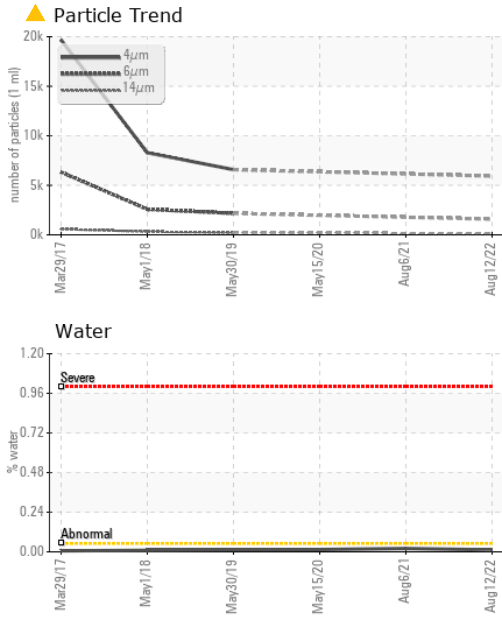 Particle Trend
20k
15k
10k
5k
0k
number of particles (1 ml)
4µm
6µm
14µm
Mar29/17
May1/18
May30/19
May15/20
Aug6/21
Aug12/22
Water
1.20
0.96
0.72
0.48
0.24
0.00
% water
Severe
Abnormal
Mar29/17
May1/18
May30/19
May15/20
Aug6/21
Aug12/22